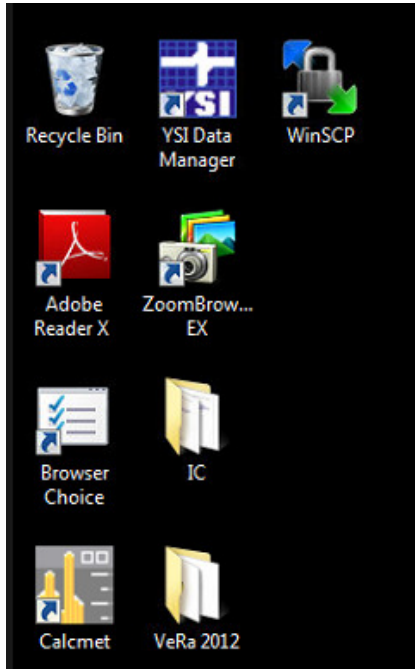 Recycle Bin
YSI
YSI Data
Manager
WinSCP
Adobe
Reader X
ZoomBrow...
EX
Browser
Choice
IC
Calcmet
VeRa 2012